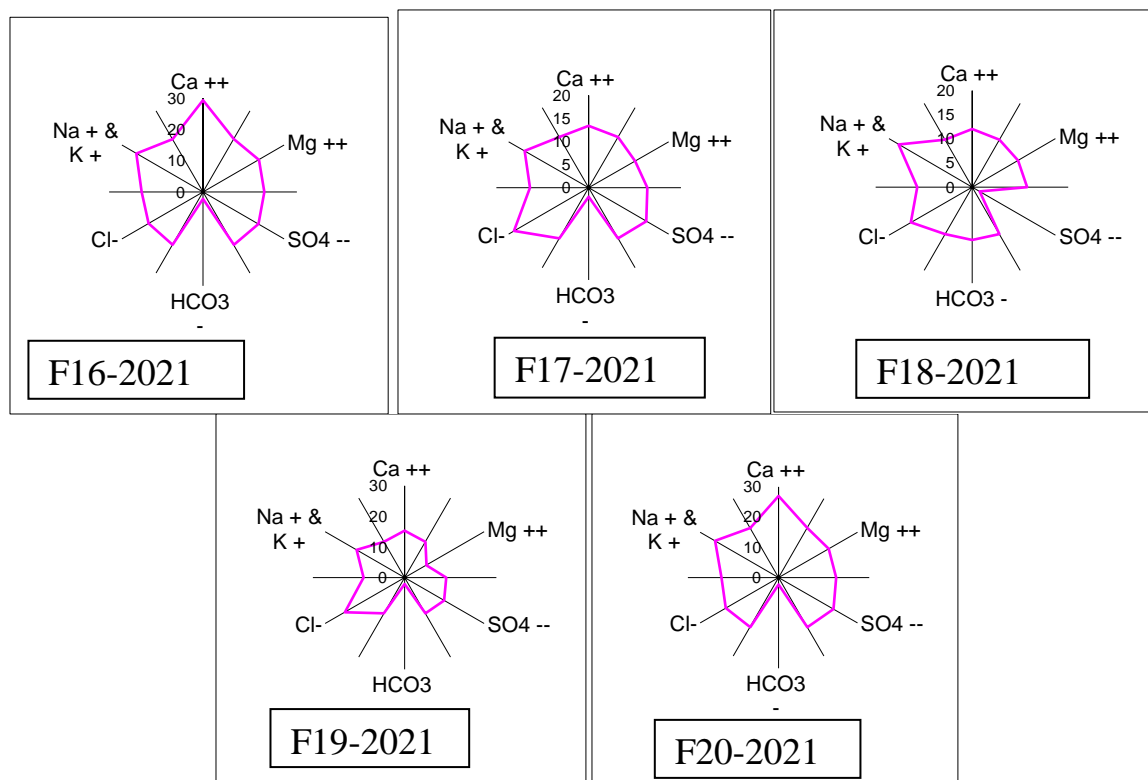 Ca ++
30
20
10
0
Na + &
K +
Mg ++
Cl-
SO4 --
HCO3
-
F16-2021
Ca ++
20
15
10
5
0
Na + &
K +
Mg ++
Cl-
SO4 --
HCO3
-
F17-2021
Ca ++
20
15
10
5
0
Na + &
K +
Mg ++
Cl-
SO4 --
HCO3 -
F18-2021
Ca ++
30
20
10
0
Na + &
K +
Mg ++
Cl-
SO4 --
HCO3
F19-2021
Ca ++
30
20
10
0
Na + &
K +
Mg ++
Cl-
SO4 --
HCO3
-
F20-2021